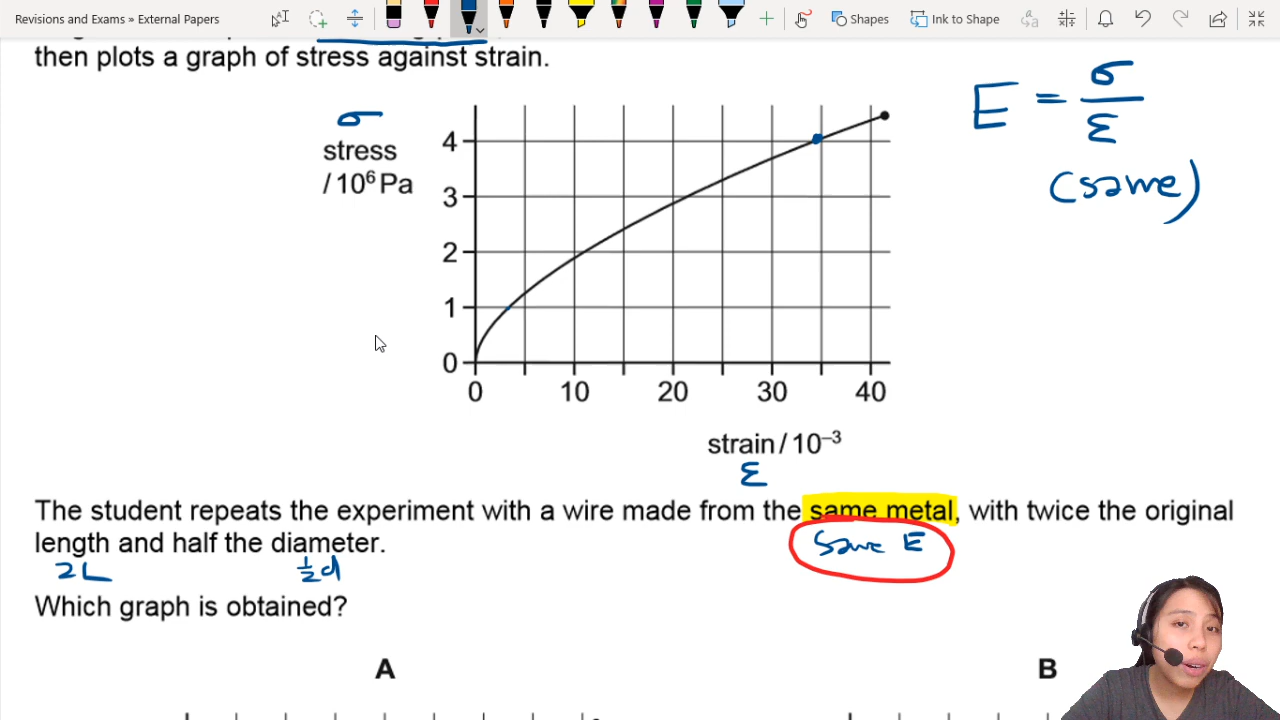 Revisions and Exams » External Papers
Shapes
Ink to Shape
then plots a graph of stress against strain.
σ
stress
/ 10⁶ Pa
4
3
2
1
0
0 10 20 30 40
strain / 10⁻³
ε
E = σ/ε
(same)
The student repeats the experiment with a wire made from the same metal, with twice the original
length and half the diameter.
2L
½d
same E
Which graph is obtained?
A
B